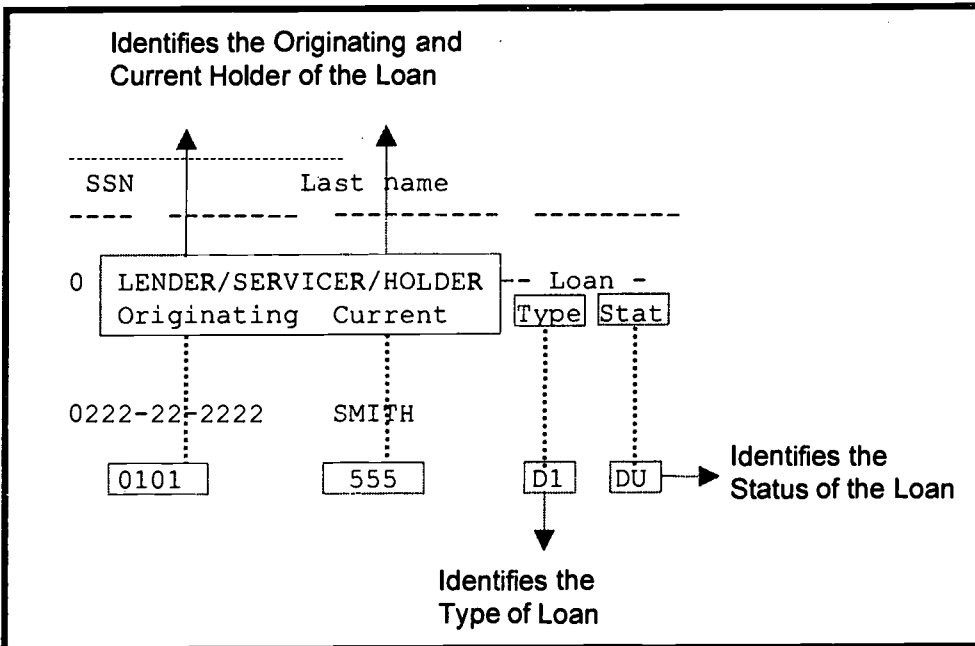 Identifies the Originating and
Current Holder of the Loan
SSN Last name
0 LENDER/SERVICER/HOLDER -- Loan -
Originating Current Type Stat
0222-22-2222 SMITH
0101 555 D1 DU
Identifies the
Status of the Loan
Identifies the
Type of Loan